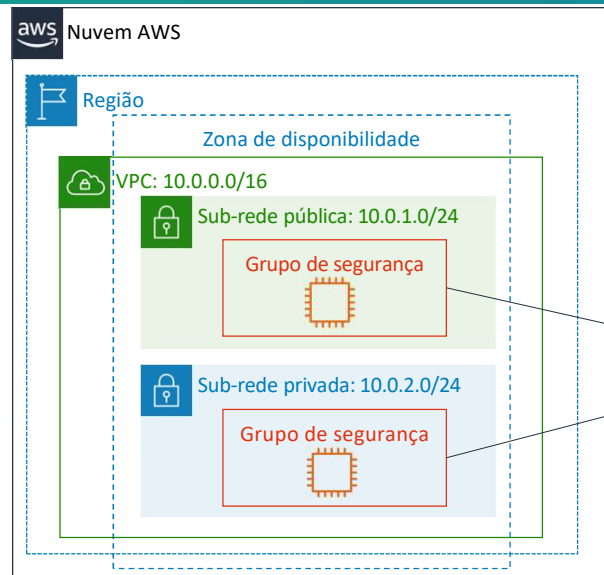 aws Nuvem AWS
Região
Zona de disponibilidade
VPC: 10.0.0.0/16
Sub-rede pública: 10.0.1.0/24
Grupo de segurança
Sub-rede privada: 10.0.2.0/24
Grupo de segurança